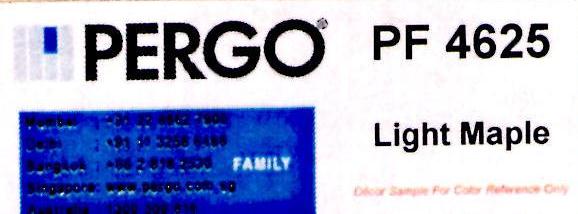 PERGO®
PF 4625
Light Maple
Mumbai :
Delhi :
Bangkok :
FAMILY
Singapore: www.pergo.com.sg
Australia
Décor Sample For Color Reference Only